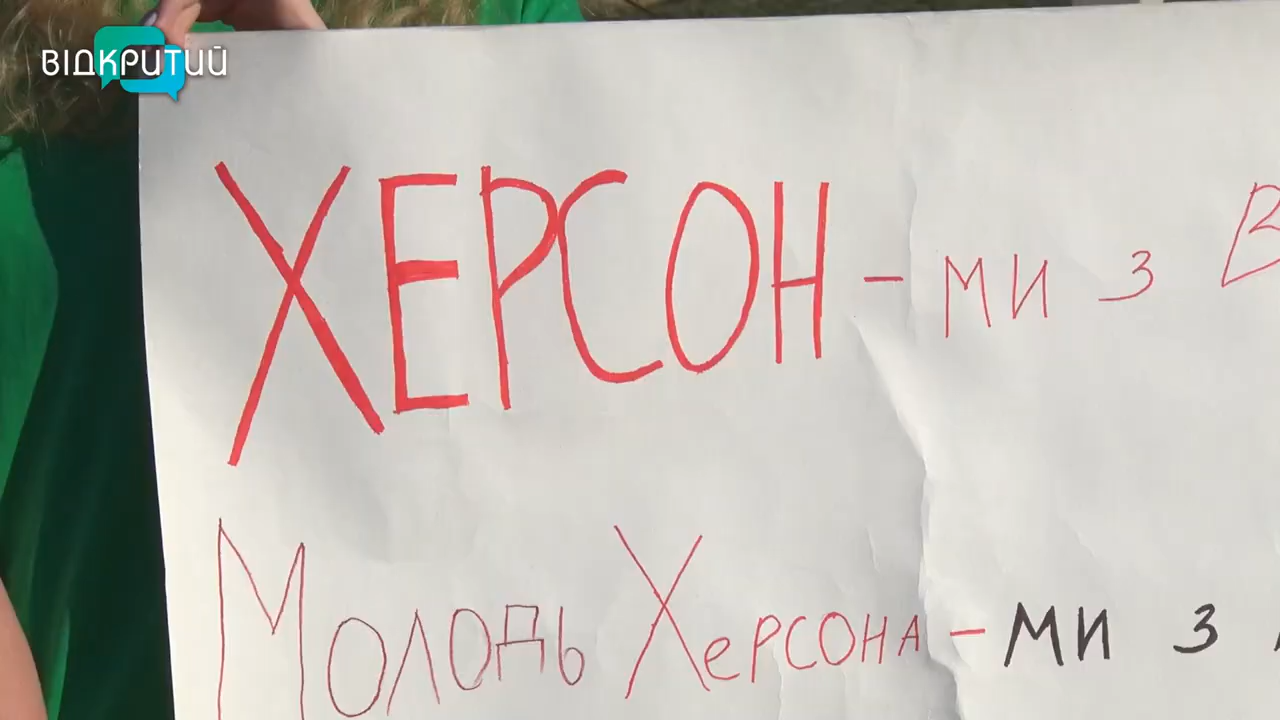 ВІДКРИТИЙ
ХЕРСОН - ми з В
Молодь Херсона - ми з